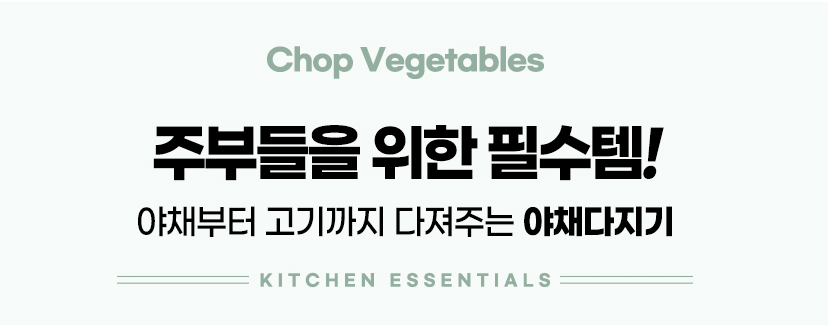 Chop Vegetables
주부들을 위한 필수템!
야채부터 고기까지 다져주는 야채다지기
KITCHEN ESSENTIALS